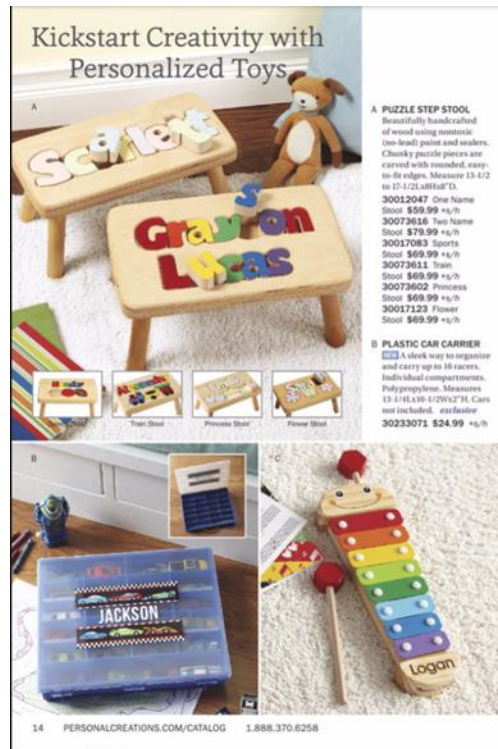 Kickstart Creativity with
Personalized Toys
A
Scarlett
s
Gray on
Lucas
Train Stool
Princess Stool
Flower Stool
A PUZZLE STEP STOOL
Beautifully handcrafted
of wood using nontoxic
(no-lead) paint and sealers.
Chunky puzzle pieces are
carved with rounded, easy-
to-fit edges. Measure 13-1/2
to 17-1/2Lx8Hx8"D.
30012047 One Name
Stool $59.99 +s/h
30073616 Two Name
Stool $79.99 +s/h
30017083 Sports
Stool $69.99 +s/h
30073611 Train
Stool $69.99 +s/h
30073602 Princess
Stool $69.99 +s/h
30017123 Flower
Stool $69.99 +s/h
B PLASTIC CAR CARRIER
NEW A sleek way to organize
and carry up to 16 racers.
Individual compartments.
Polypropylene. Measures
13-1/4Lx10-1/2Wx2"H. Cars
not included. exclusive
30233071 $24.99 +s/h
B
JACKSON
C
Logan
14 PERSONALCREATIONS.COM/CATALOG 1.888.370.6258